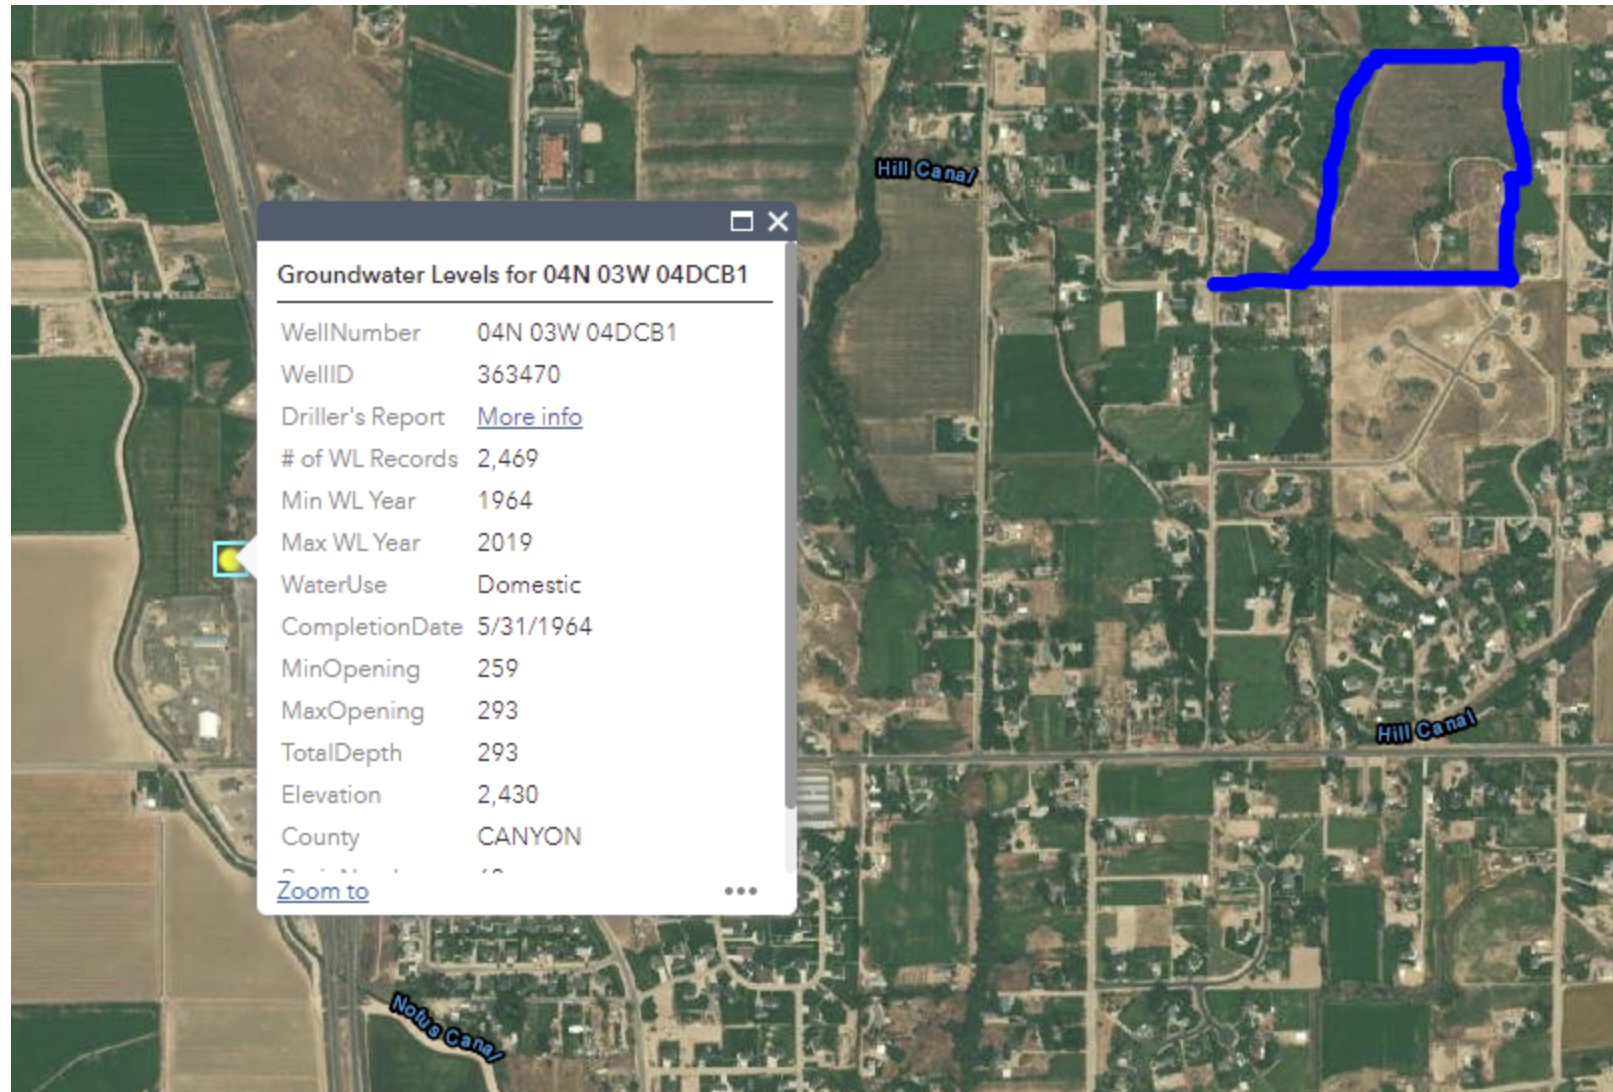 Hill Canal
Groundwater Levels for 04N 03W 04DCB1
WellNumber 04N 03W 04DCB1
WellID 363470
Driller's Report More info
# of WL Records 2,469
Min WL Year 1964
Max WL Year 2019
WaterUse Domestic
CompletionDate 5/31/1964
MinOpening 259
MaxOpening 293
TotalDepth 293
Elevation 2,430
County CANYON
Zoom to
Hill Canal
Notus Canal